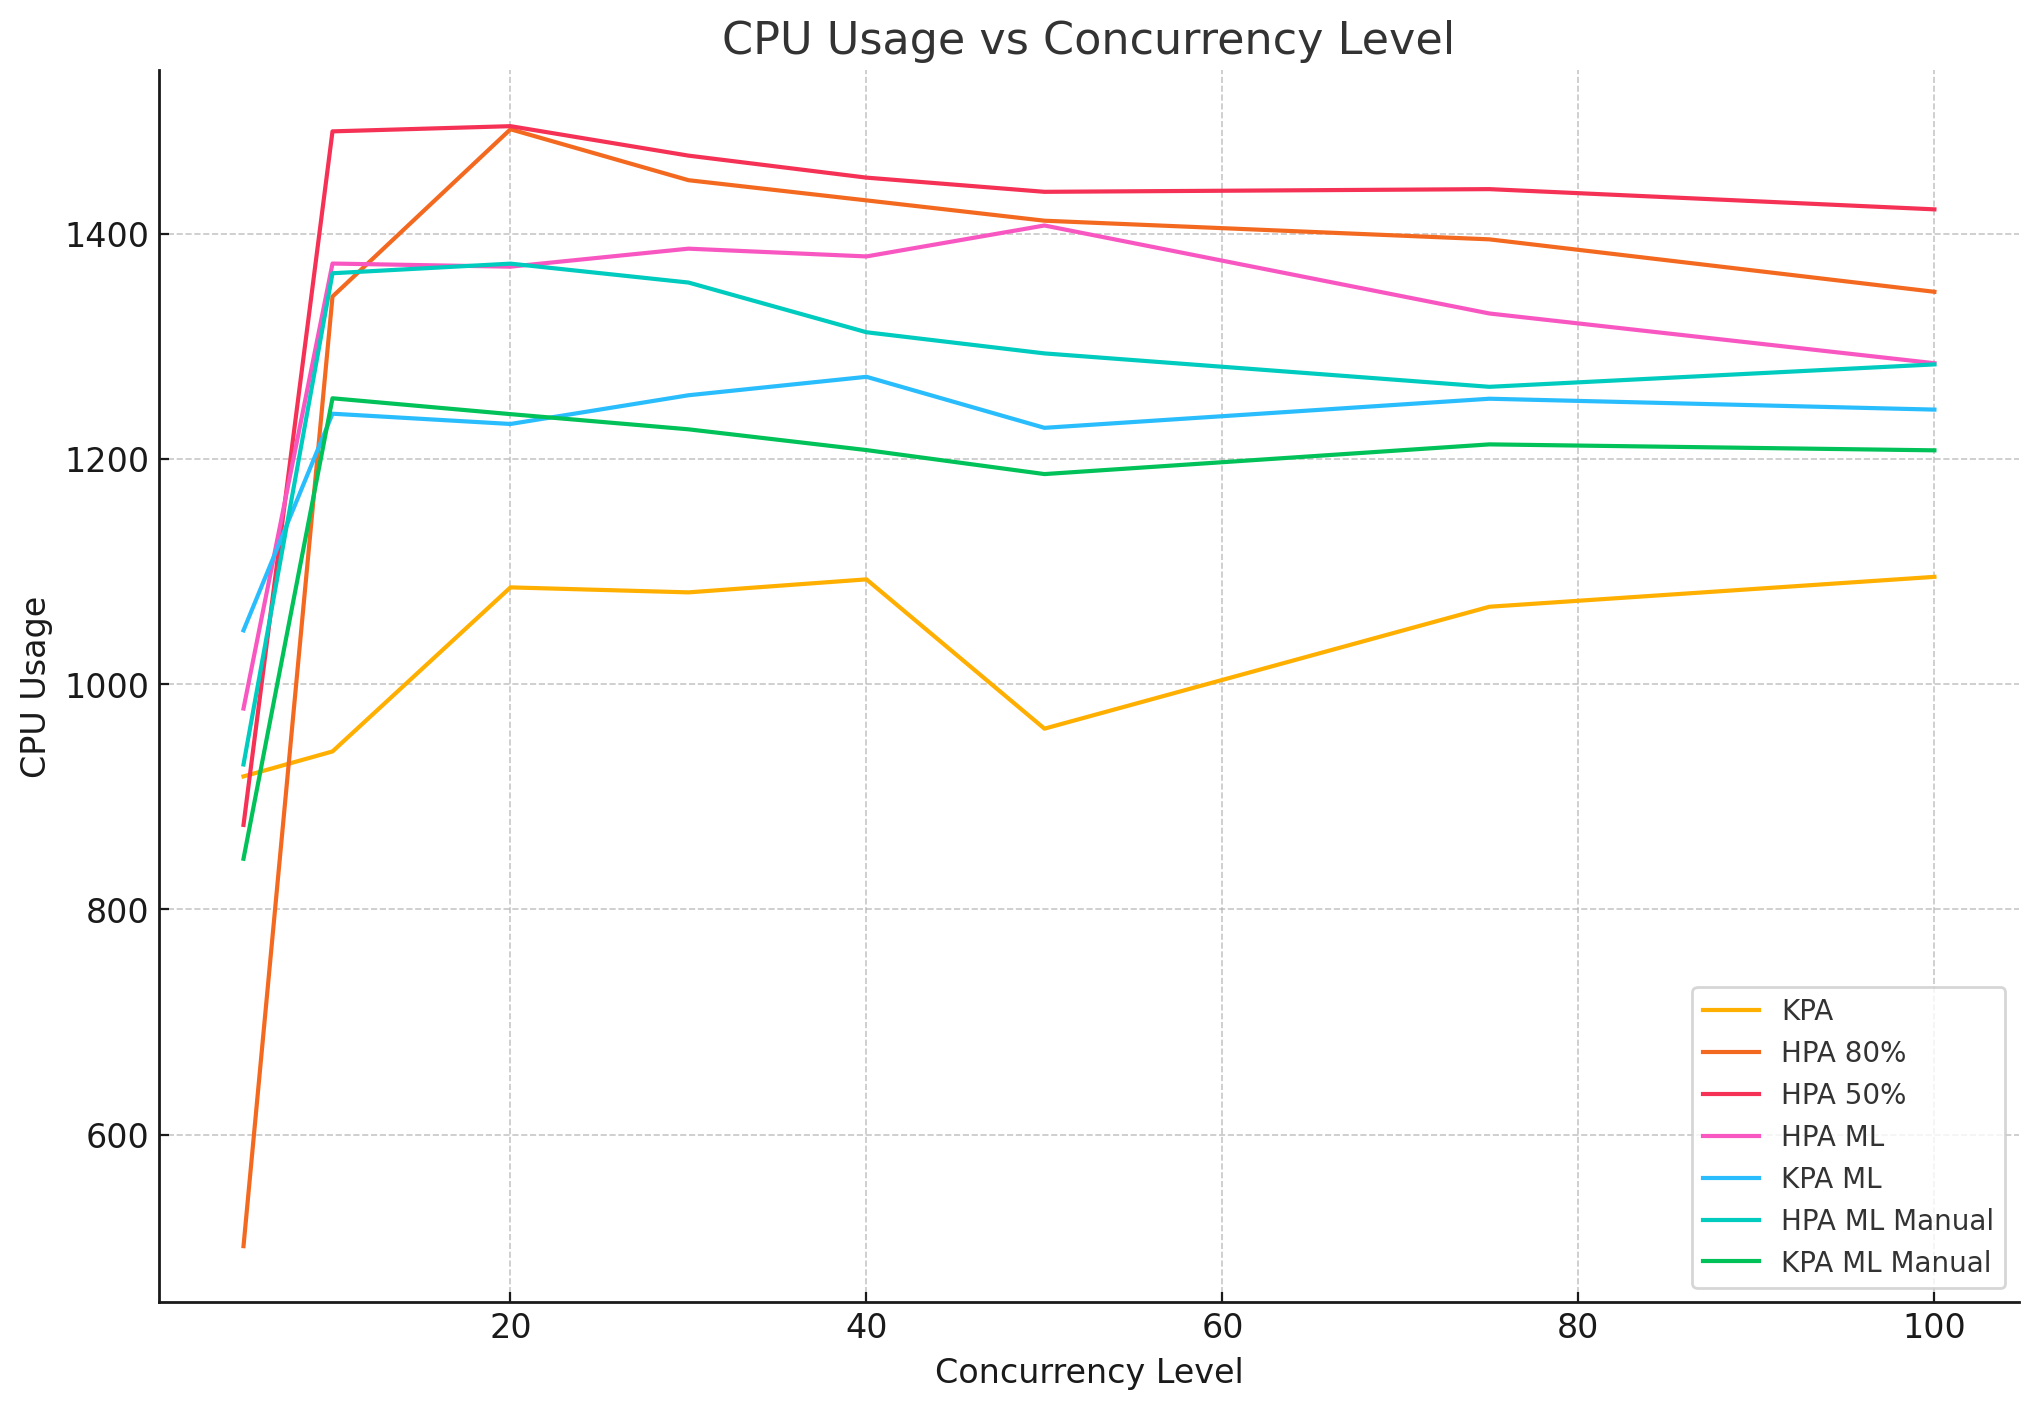 CPU Usage vs Concurrency Level
CPU Usage
1400
1200
1000
800
600
20 40 60 80 100
Concurrency Level
KPA
HPA 80%
HPA 50%
HPA ML
KPA ML
HPA ML Manual
KPA ML Manual